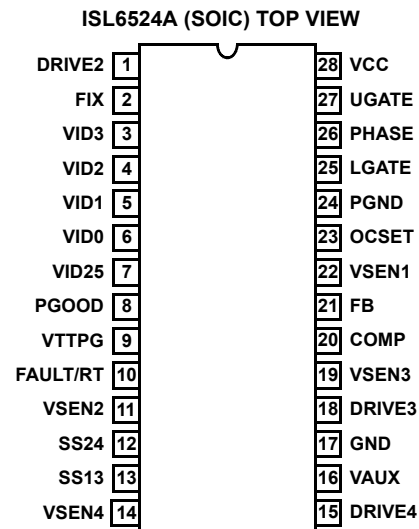 ISL6524A (SOIC) TOP VIEW
DRIVE2 1 28 VCC
FIX 2 27 UGATE
VID3 3 26 PHASE
VID2 4 25 LGATE
VID1 5 24 PGND
VID0 6 23 OCSET
VID25 7 22 VSEN1
PGOOD 8 21 FB
VTTPG 9 20 COMP
FAULT/RT 10 19 VSEN3
VSEN2 11 18 DRIVE3
SS24 12 17 GND
SS13 13 16 VAUX
VSEN4 14 15 DRIVE4